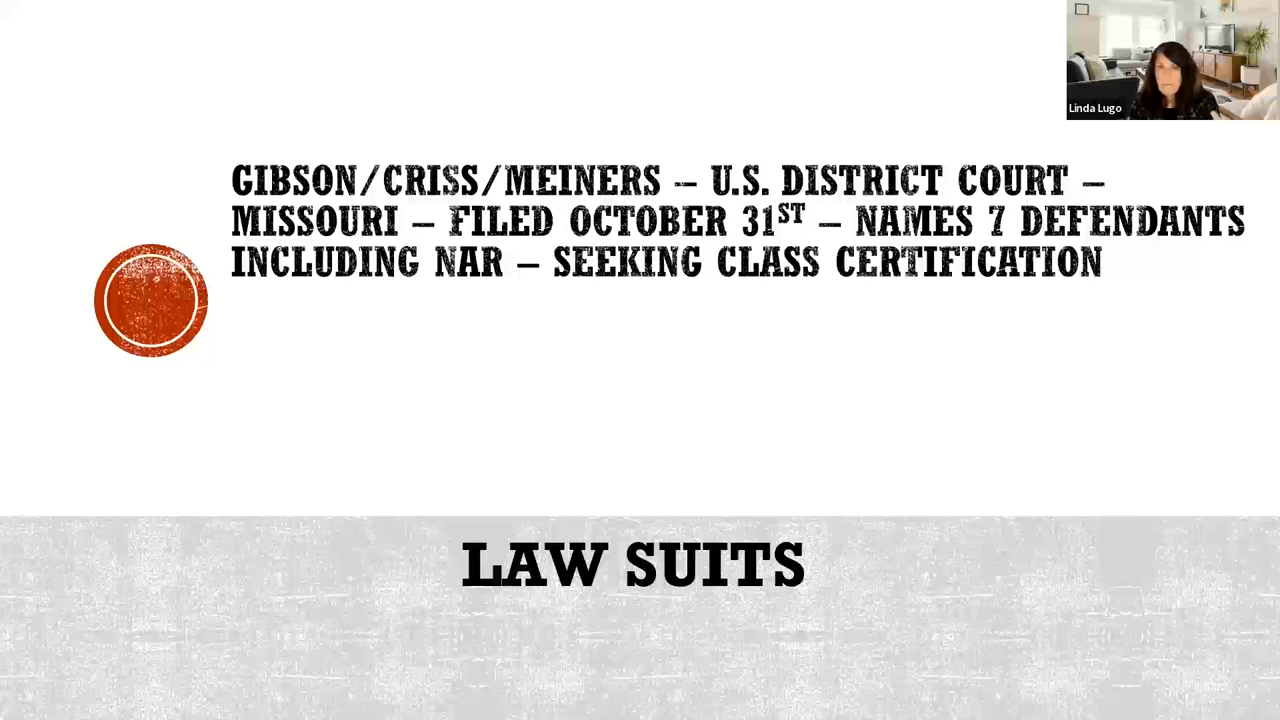 Linda Lugo
GIBSON/CRISS/MEINERS – U.S. DISTRICT COURT –
MISSOURI – FILED OCTOBER 31ST – NAMES 7 DEFENDANTS
INCLUDING NAR – SEEKING CLASS CERTIFICATION
LAW SUITS